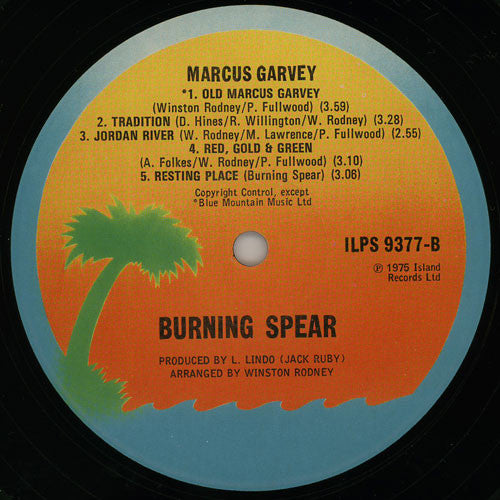 MARCUS GARVEY
*1. OLD MARCUS GARVEY
(Winston Rodney/P. Fullwood) (3.59)
2. TRADITION (D. Hines/R. Willington/W. Rodney) (3.28)
3. JORDAN RIVER (W. Rodney/M. Lawrence/P. Fullwood) (2.55)
4. RED, GOLD & GREEN
(A. Folkes/W. Rodney/P. Fullwood) (3.10)
5. RESTING PLACE (Burning Spear) (3.06)
Copyright Control, except
*Blue Mountain Music Ltd
ILPS 9377-B
℗ 1975 Island
Records Ltd
BURNING SPEAR
PRODUCED BY L. LINDO (JACK RUBY)
ARRANGED BY WINSTON RODNEY